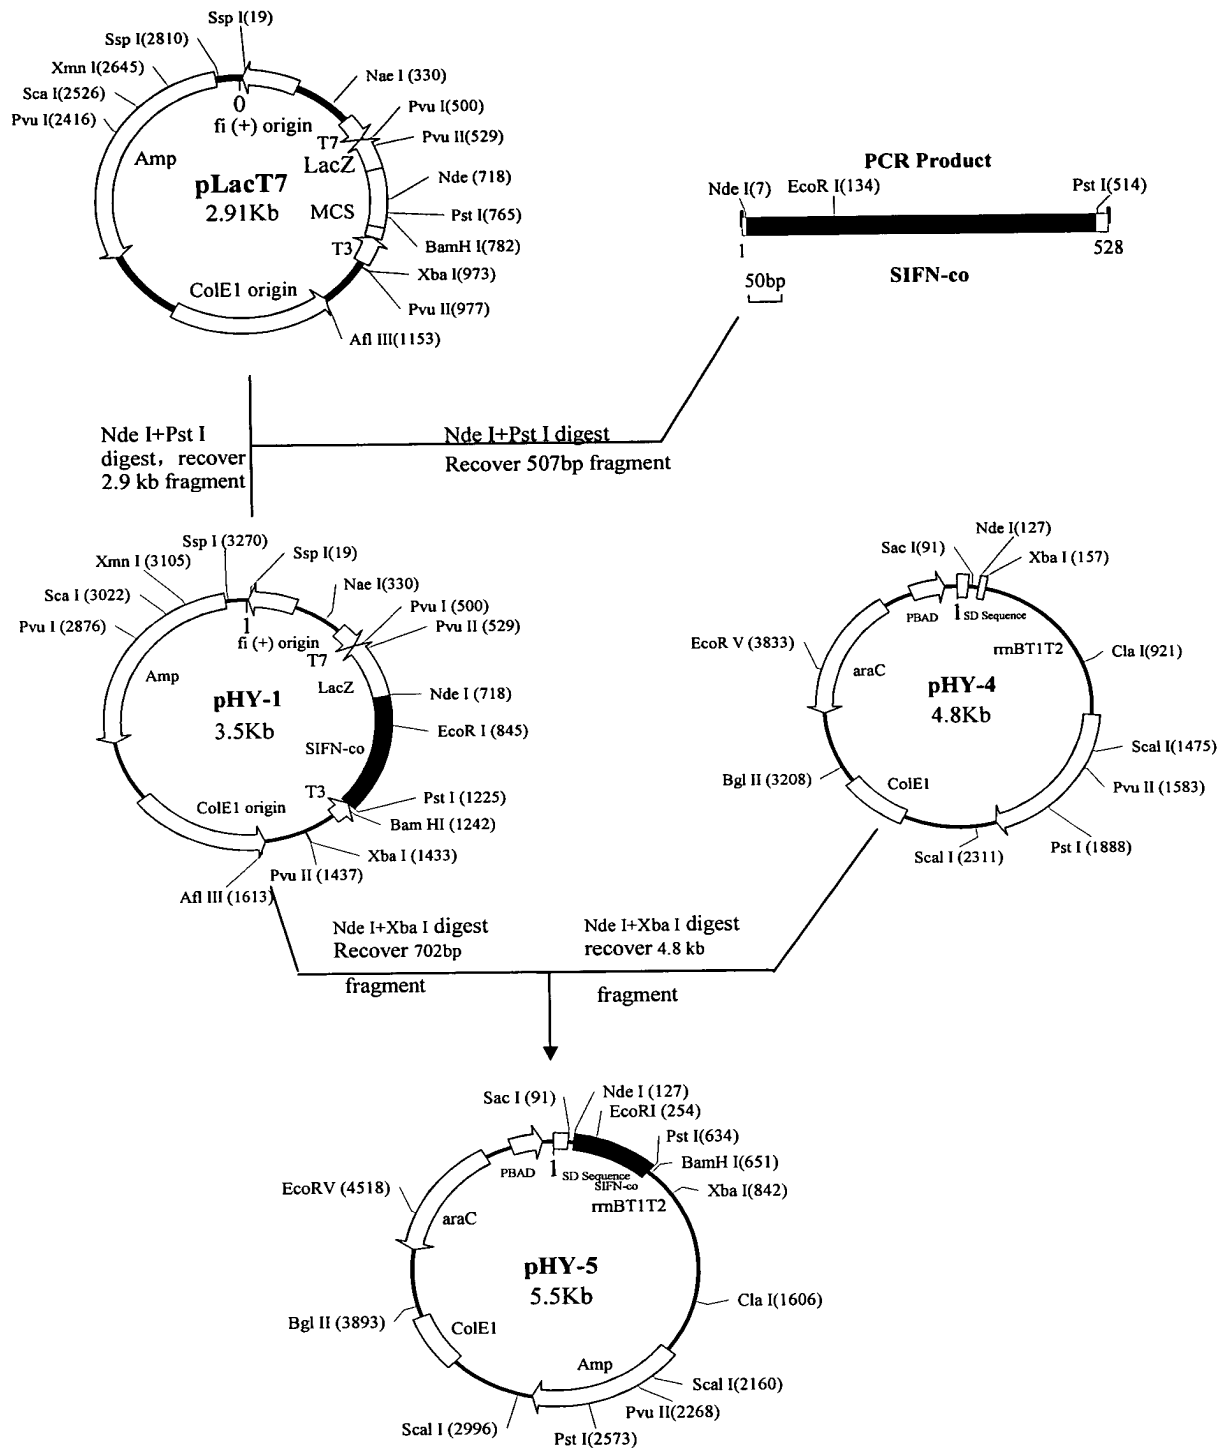 Ssp I(19)
Ssp I(2810)
Xmn I(2645)
Sca I(2526)
Pvu I(2416)
Nae I (330)
Pvu I(500)
Pvu II(529)
0
fi (+) origin
T7
LacZ
Amp
pLacT7
2.91Kb
MCS
Nde (718)
Pst I(765)
BamH I(782)
T3
Xba I(973)
ColE1 origin
Pvu II(977)
Afl III(1153)
PCR Product
Nde I(7)
EcoR I(134)
Pst I(514)
1
528
SIFN-co
50bp
Nde I+Pst I
digest, recover
2.9 kb fragment
Nde I+Pst I digest
Recover 507bp fragment
Ssp I (3270)
Xmn I (3105)
Sca I (3022)
Pvu I (2876)
Ssp I(19)
Nae I(330)
Pvu I (500)
Pvu II (529)
1
fi (+) origin
T7
Amp
LacZ
pHY-1
3.5Kb
Nde I (718)
EcoR I (845)
SIFN-co
T3
Pst I (1225)
ColE1 origin
Bam HI (1242)
Xba I (1433)
Pvu II (1437)
Afl III (1613)
Nde I(127)
Sac I(91)
Xba I (157)
PBAD
1 SD Sequence
EcoR V (3833)
rrnBT1T2
Cla I(921)
araC
pHY-4
4.8Kb
ScaI I(1475)
Bgl II (3208)
ColE1
Pvu II (1583)
Pst I (1888)
ScaI I (2311)
Nde I+Xba I digest
Recover 702bp
fragment
Nde I+Xba I digest
recover 4.8 kb
fragment
Sac I (91)
Nde I (127)
EcoRI (254)
Pst I(634)
BamH I(651)
Xba I(842)
PBAD
1 SD Sequence
SIFN-co
rrnBT1T2
EcoRV (4518)
araC
pHY-5
5.5Kb
Cla I(1606)
Bgl II (3893)
ColE1
Amp
ScaI I(2160)
Pvu II(2268)
ScaI I (2996)
Pst I(2573)